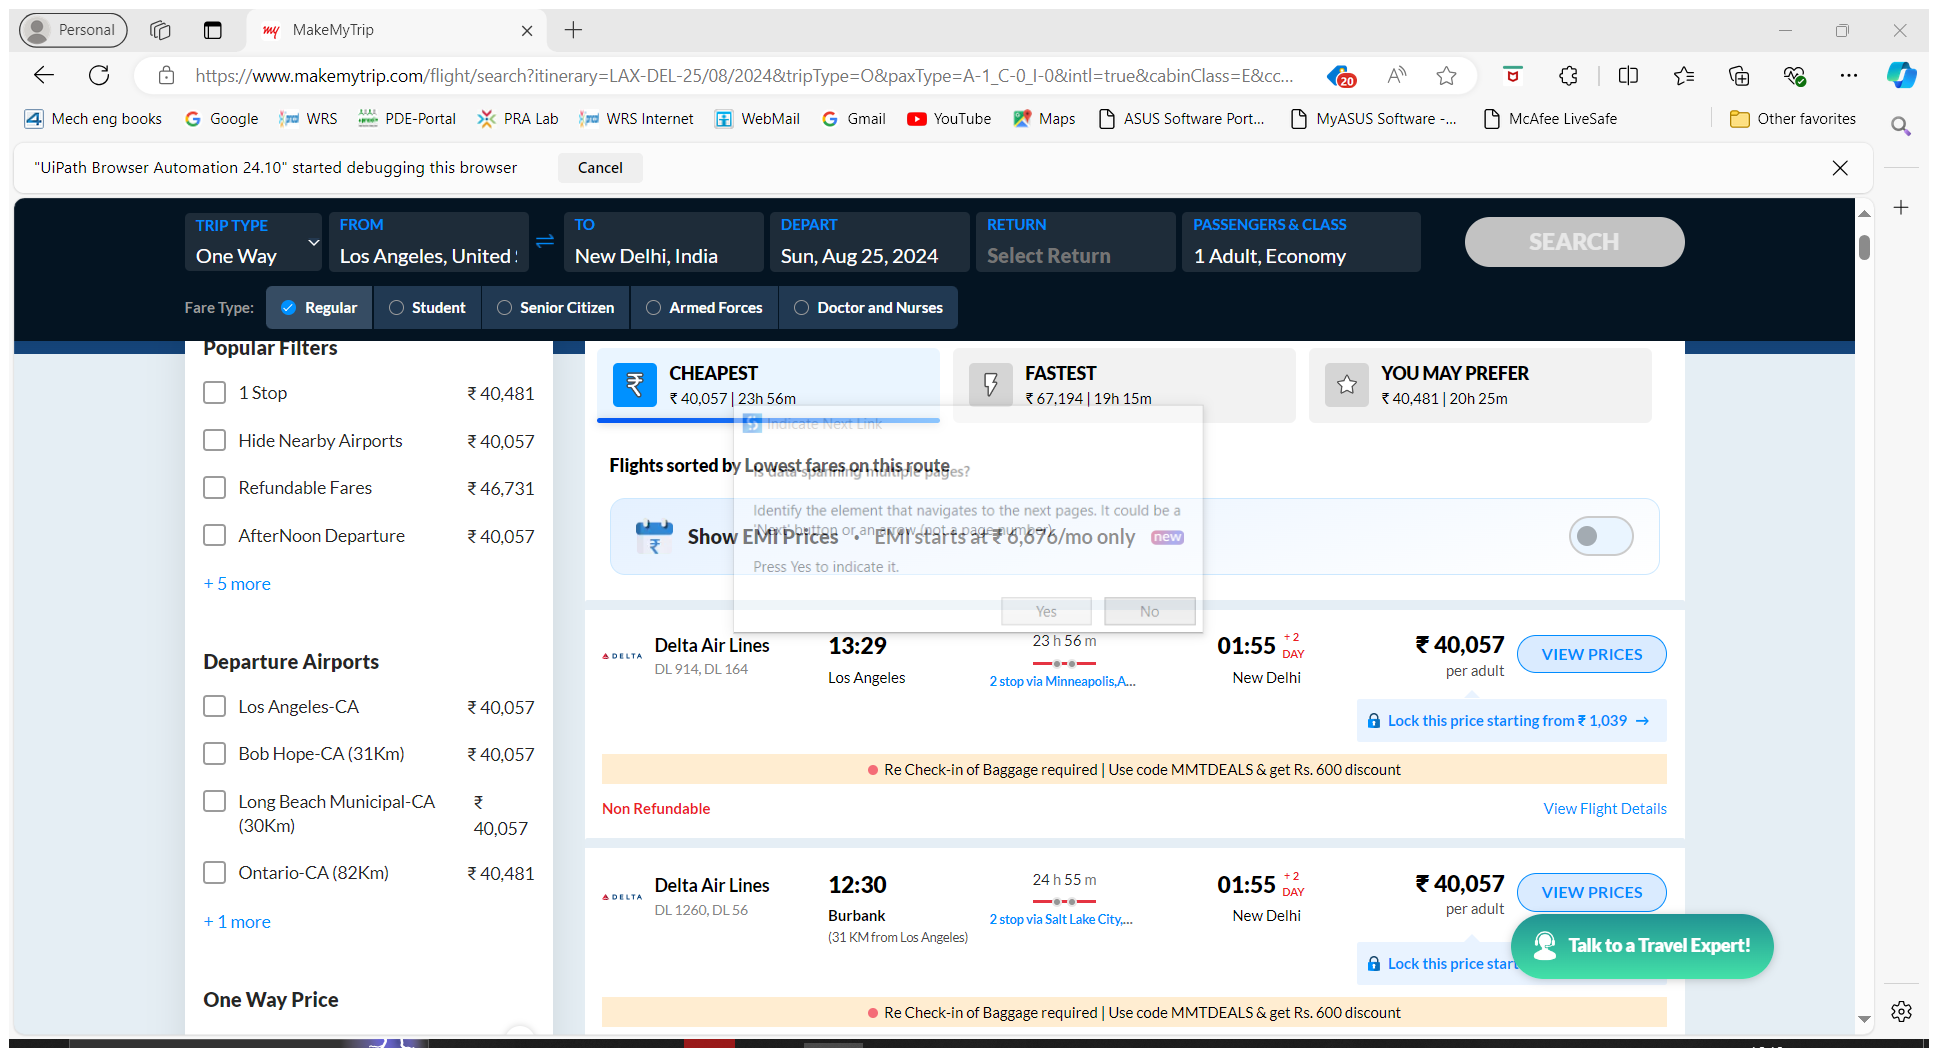 Personal
MakeMyTrip
https://www.makemytrip.com/flight/search?itinerary=LAX-DEL-25/08/2024&tripType=O&paxType=A-1_C-0_I-0&intl=true&cabinClass=E&cc...
20
Mech eng books
Google
WRS
PDE-Portal
PRA Lab
WRS Internet
WebMail
Gmail
YouTube
Maps
ASUS Software Port...
MyASUS Software -...
McAfee LiveSafe
Other favorites
"UiPath Browser Automation 24.10" started debugging this browser
Cancel
TRIP TYPE
One Way
FROM
Los Angeles, United
TO
New Delhi, India
DEPART
Sun, Aug 25, 2024
RETURN
Select Return
PASSENGERS & CLASS
1 Adult, Economy
SEARCH
Fare Type:
Regular
Student
Senior Citizen
Armed Forces
Doctor and Nurses
Popular Filters
1 Stop ₹ 40,481
Hide Nearby Airports ₹ 40,057
Refundable Fares ₹ 46,731
AfterNoon Departure ₹ 40,057
+ 5 more
Departure Airports
Los Angeles-CA ₹ 40,057
Bob Hope-CA (31Km) ₹ 40,057
Long Beach Municipal-CA (30Km) ₹ 40,057
Ontario-CA (82Km) ₹ 40,481
+ 1 more
One Way Price
CHEAPEST
₹ 40,057 | 23h 56m
FASTEST
₹ 67,194 | 19h 15m
YOU MAY PREFER
₹ 40,481 | 20h 25m
Flights sorted by Lowest fares on this route
Show EMI Prices • EMI starts at ₹ 6,676/mo only new
Indicate Next Link
Is data spanning multiple pages?
Identify the element that navigates to the next pages. It could be a
'Next' button or an arrow (not a page number).
Press Yes to indicate it.
Yes
No
DELTA
Delta Air Lines
DL 914, DL 164
13:29
Los Angeles
23 h 56 m
2 stop via Minneapolis,A...
01:55 + 2 DAY
New Delhi
₹ 40,057
per adult
VIEW PRICES
Lock this price starting from ₹ 1,039 →
Re Check-in of Baggage required | Use code MMTDEALS & get Rs. 600 discount
Non Refundable
View Flight Details
DELTA
Delta Air Lines
DL 1260, DL 56
12:30
Burbank
(31 KM from Los Angeles)
24 h 55 m
2 stop via Salt Lake City,...
01:55 + 2 DAY
New Delhi
₹ 40,057
per adult
VIEW PRICES
Lock this price start
Talk to a Travel Expert!
Re Check-in of Baggage required | Use code MMTDEALS & get Rs. 600 discount